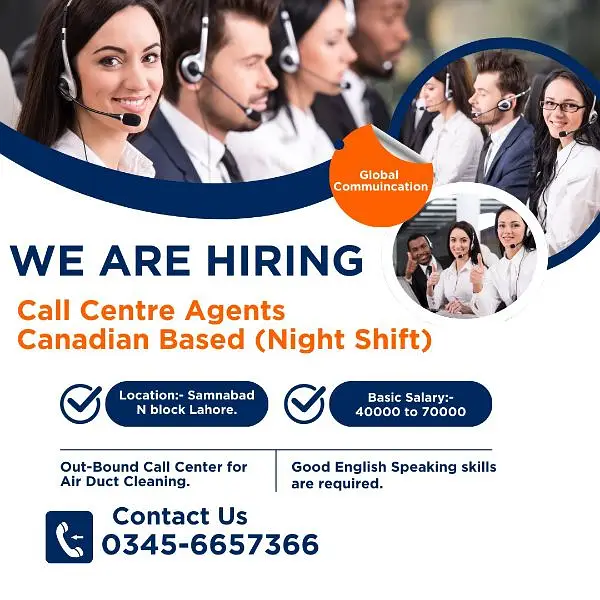 Global
Commuincation
WE ARE HIRING
Call Centre Agents
Canadian Based (Night Shift)
Location:- Samnabad
N block Lahore.
Basic Salary:-
40000 to 70000
Out-Bound Call Center for
Air Duct Cleaning.
Good English Speaking skills
are required.
Contact Us
0345-6657366